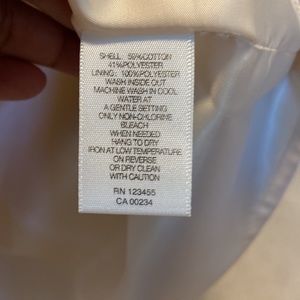 SHELL: 59%COTTON
41%POLYESTER
LINING: 100%POLYESTER
WASH INSIDE OUT
MACHINE WASH IN COOL
WATER AT
A GENTLE SETTING
ONLY NON-CHLORINE
BLEACH
WHEN NEEDED
HANG TO DRY
IRON AT LOW TEMPERATURE
ON REVERSE
OR DRY CLEAN
WITH CAUTION
RN 123455
CA 00234